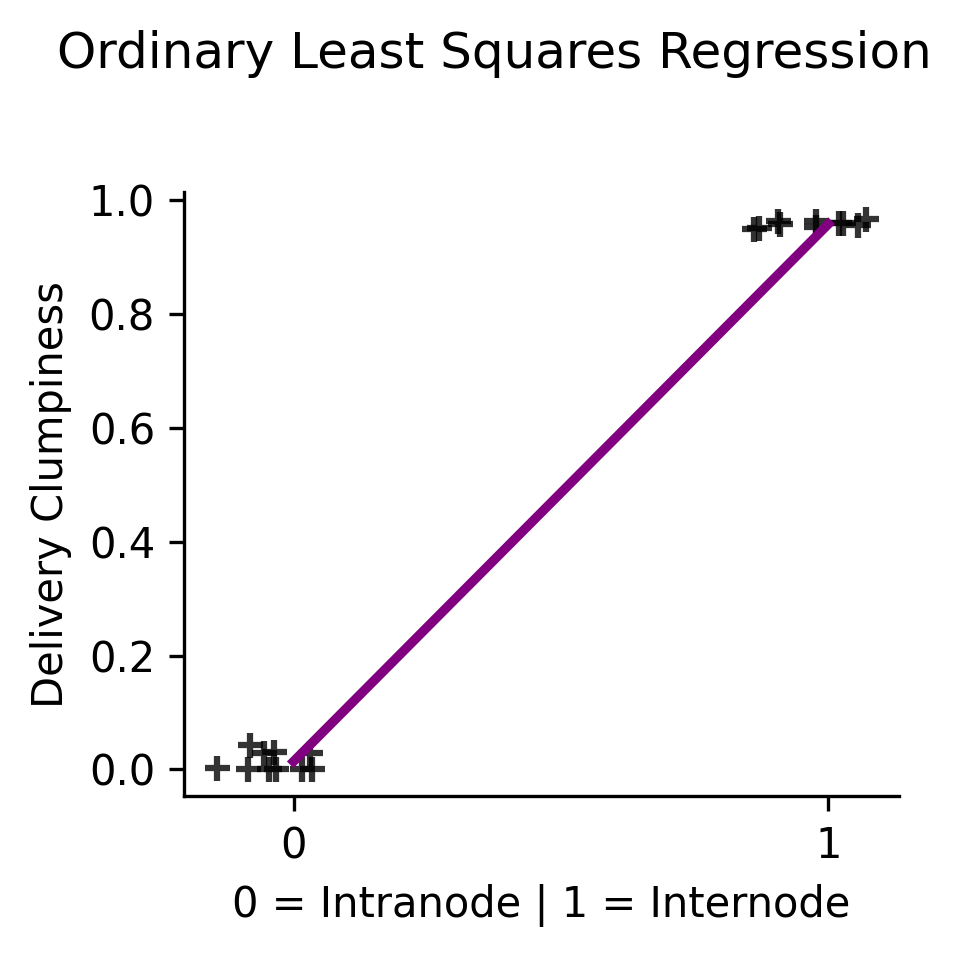 Ordinary Least Squares Regression
Delivery Clumpiness
1.0
0.8
0.6
0.4
0.2
0.0
0
1
0 = Intranode | 1 = Internode